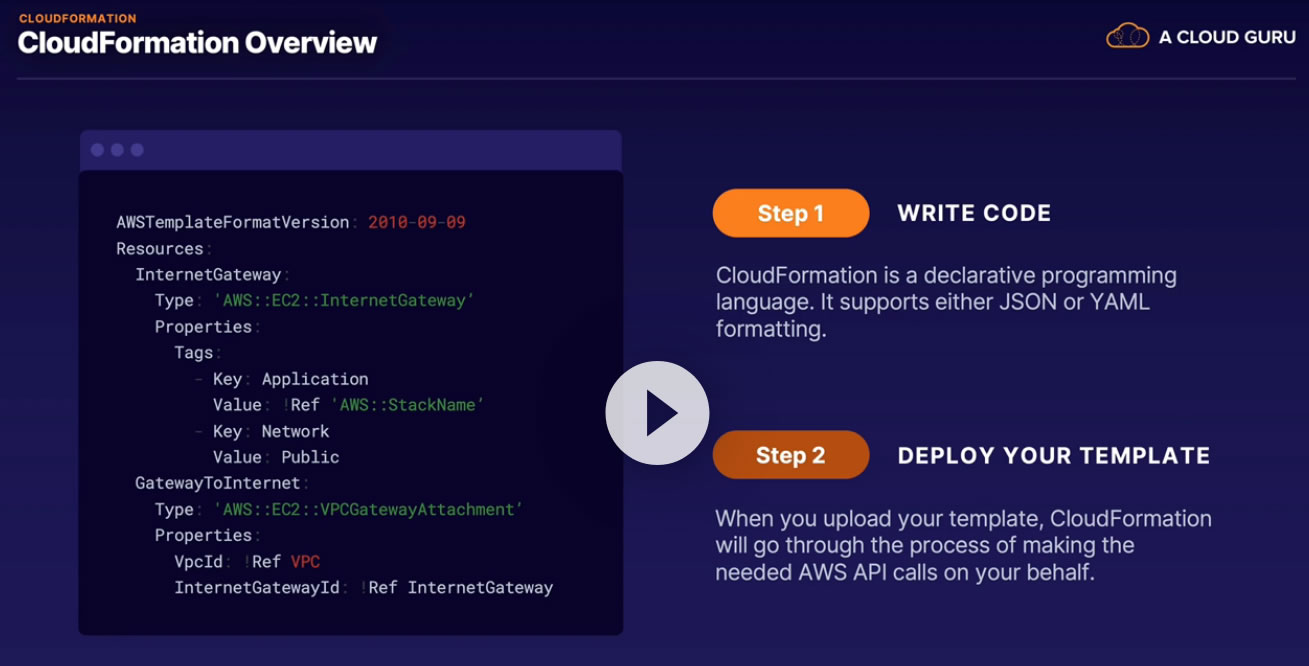 CLOUDFORMATION
CloudFormation Overview
A CLOUD GURU
AWSTemplateFormatVersion: 2010-09-09
Resources:
  InternetGateway:
    Type: 'AWS::EC2::InternetGateway'
    Properties:
      Tags:
        - Key: Application
          Value: !Ref 'AWS::StackName'
        - Key: Network
          Value: Public
  GatewayToInternet:
    Type: 'AWS::EC2::VPCGatewayAttachment'
    Properties:
      VpcId: !Ref VPC
      InternetGatewayId: !Ref InternetGateway
Step 1 WRITE CODE
CloudFormation is a declarative programming
language. It supports either JSON or YAML
formatting.
Step 2 DEPLOY YOUR TEMPLATE
When you upload your template, CloudFormation
will go through the process of making the
needed AWS API calls on your behalf.